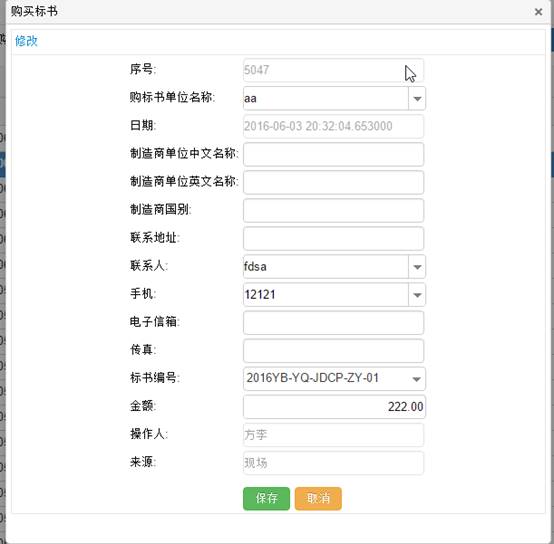 购买标书
修改
序号: 5047
购标书单位名称: aa
日期: 2016-06-03 20:32:04.653000
制造商单位中文名称:
制造商单位英文名称:
制造商国别:
联系地址:
联系人: fdsa
手机: 12121
电子信箱:
传真:
标书编号: 2016YB-YQ-JDCP-ZY-01
金额: 222.00
操作人: 方李
来源: 现场
保存 取消